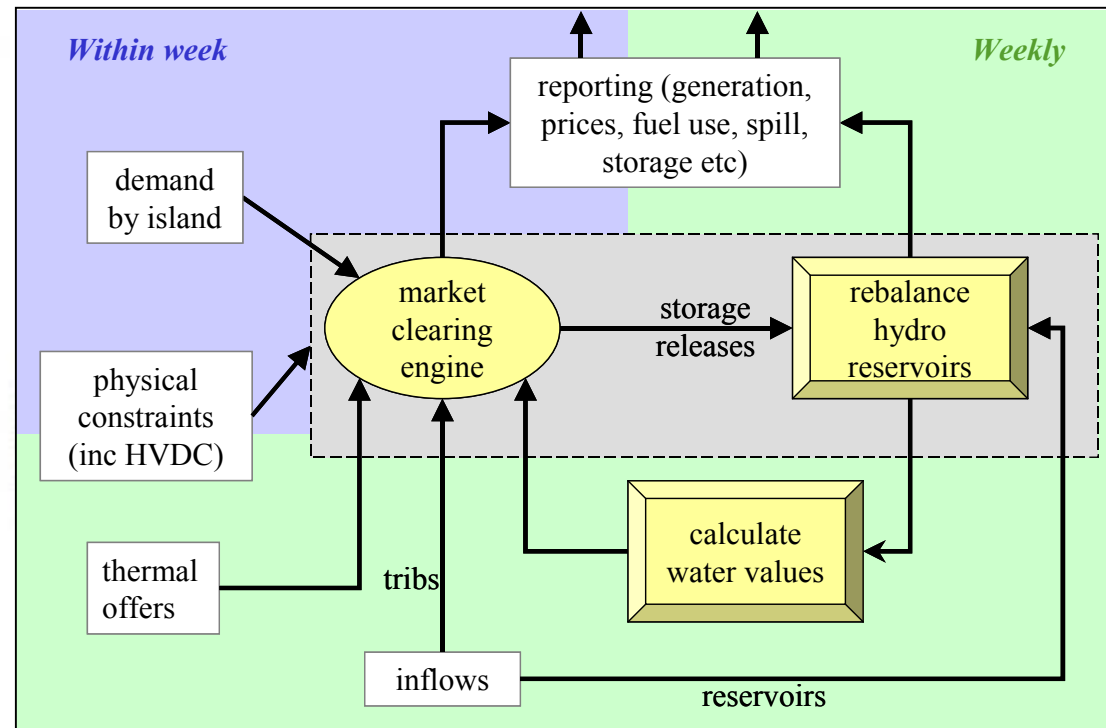 Within week
Weekly
reporting (generation,
prices, fuel use, spill,
storage etc)
demand
by island
market
clearing
engine
storage
releases
rebalance
hydro
reservoirs
physical
constraints
(inc HVDC)
calculate
water values
thermal
offers
tribs
inflows
reservoirs